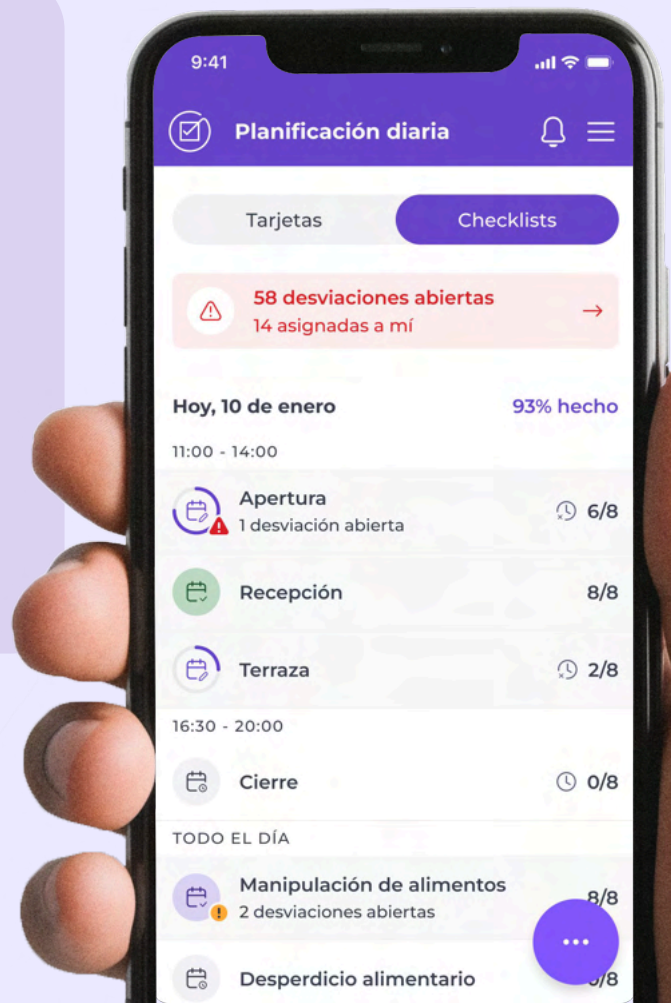 9:41
Planificación diaria
Tarjetas
Checklists
58 desviaciones abiertas
14 asignadas a mí
Hoy, 10 de enero
93% hecho
11:00 - 14:00
Apertura
6/8
1 desviación abierta
Recepción
8/8
Terraza
2/8
16:30 - 20:00
Cierre
0/8
TODO EL DÍA
Manipulación de alimentos
8/8
2 desviaciones abiertas
Desperdicio alimentario